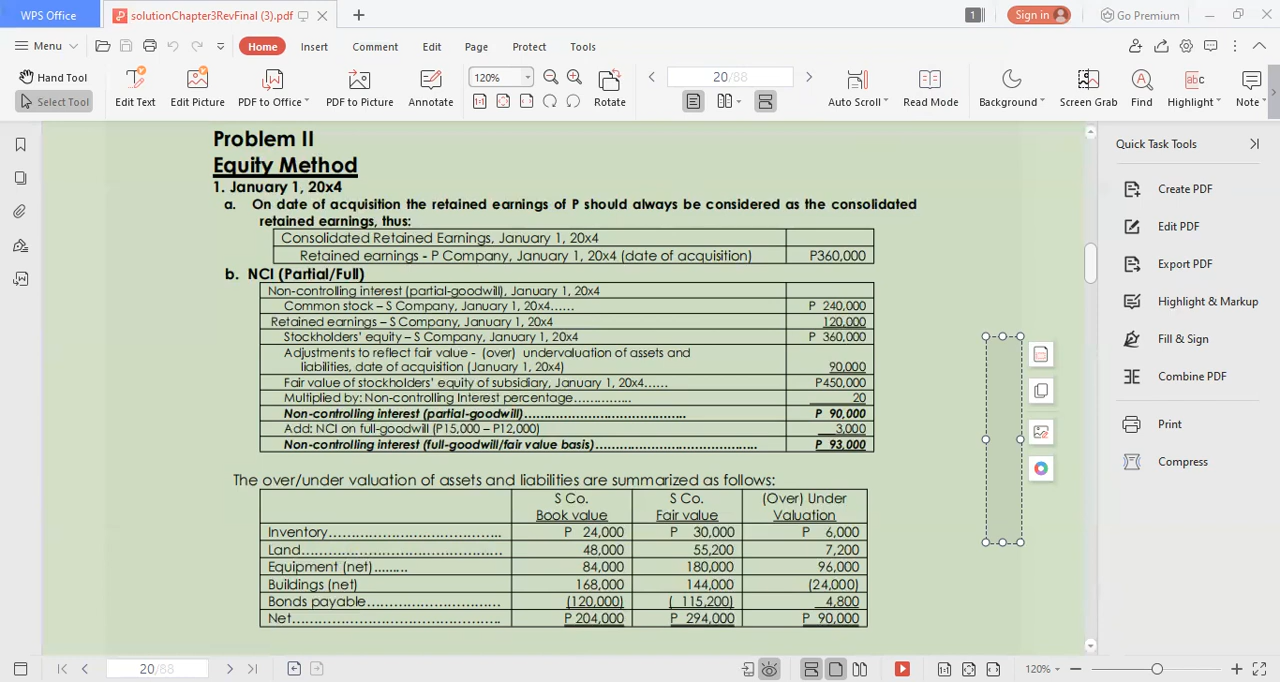 WPS Office
solutionChapter3RevFinal (3).pdf
1
Sign in
Go Premium
Menu
Home
Insert
Comment
Edit
Page
Protect
Tools
Hand Tool
Select Tool
Edit Text
Edit Picture
PDF to Office
PDF to Picture
Annotate
120%
Rotate
20/88
Auto Scroll
Read Mode
Background
Screen Grab
Find
Highlight
Note
Problem II
Equity Method
1. January 1, 20x4
a. On date of acquisition the retained earnings of P should always be considered as the consolidated
retained earnings, thus:
Consolidated Retained Earnings, January 1, 20x4
Retained earnings - P Company, January 1, 20x4 (date of acquisition) P360,000
b. NCI (Partial/Full)
Non-controlling interest (partial-goodwill), January 1, 20x4
Common stock – S Company, January 1, 20x4…… P 240,000
Retained earnings – S Company, January 1, 20x4 120,000
Stockholders' equity – S Company, January 1, 20x4 P 360,000
Adjustments to reflect fair value - (over) undervaluation of assets and
liabilities, date of acquisition (January 1, 20x4) 90,000
Fair value of stockholders' equity of subsidiary, January 1, 20x4…… P450,000
Multiplied by: Non-controlling Interest percentage………….. 20
Non-controlling interest (partial-goodwill)………………………………….. P 90,000
Add: NCI on full-goodwill (P15,000 – P12,000) 3,000
Non-controlling interest (full-goodwill/fair value basis)………………………………….. P 93,000
The over/under valuation of assets and liabilities are summarized as follows:
S Co. S Co. (Over) Under
Book value Fair value Valuation
Inventory………………………………….. P 24,000 P 30,000 P 6,000
Land………………………………………… 48,000 55,200 7,200
Equipment (net)......... 84,000 180,000 96,000
Buildings (net) 168,000 144,000 (24,000)
Bonds payable………………………… (120,000) ( 115,200) 4,800
Net……………………………………….. P 204,000 P 294,000 P 90,000
Quick Task Tools
Create PDF
Edit PDF
Export PDF
Highlight & Markup
Fill & Sign
Combine PDF
Print
Compress
20/88
120%